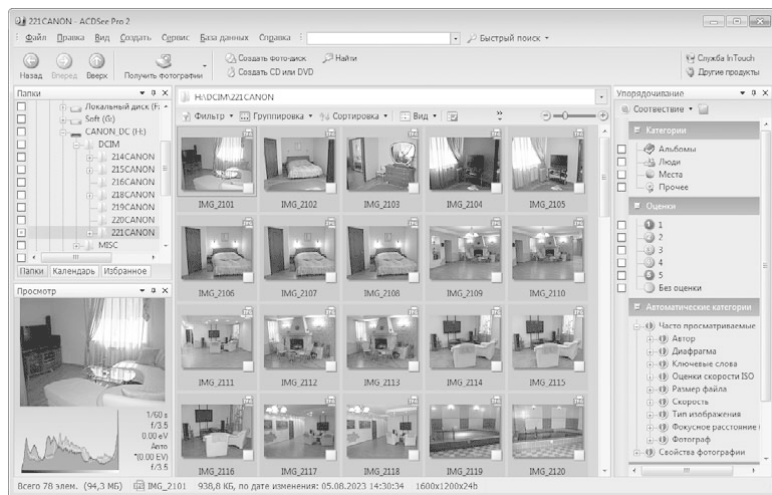 221CANON - ACDSee Pro 2
Файл Правка Вид Создать Сервис База данных Справка Быстрый поиск
Назад Вперед Вверх Получить фотографии
Создать фото-диск Найти
Создать CD или DVD
Служба InTouch
Другие продукты
Папки
Локальный диск (F:
Soft (G:)
CANON_DC (H:)
DCIM
214CANON
215CANON
216CANON
218CANON
219CANON
220CANON
221CANON
MISC
Папки Календарь Избранное
Просмотр
1/60 s
f/3.5
0.00 eV
Авто
*(0.00 EV)
f/3.5
H:\DCIM\221CANON
Фильтр Группировка Сортировка Вид
IMG_2101 IMG_2102 IMG_2103 IMG_2104 IMG_2105
IMG_2106 IMG_2107 IMG_2108 IMG_2109 IMG_2110
IMG_2111 IMG_2112 IMG_2113 IMG_2114 IMG_2115
IMG_2116 IMG_2117 IMG_2118 IMG_2119 IMG_2120
Упорядочивание
Соотвествие
Категории
Альбомы
Люди
Места
Прочее
Оценки
1
2
3
4
5
Без оценки
Автоматические категории
Часто просматриваемые
Автор
Диафрагма
Ключевые слова
Оценки скорости ISO
Размер файла
Скорость
Тип изображения
Фокусное расстояние (
Фотограф
Свойства фотографии
Всего 78 элем. (94,3 МБ) IMG_2101 938,8 КБ, по дате изменения: 05.08.2023 14:30:34 1600x1200x24b